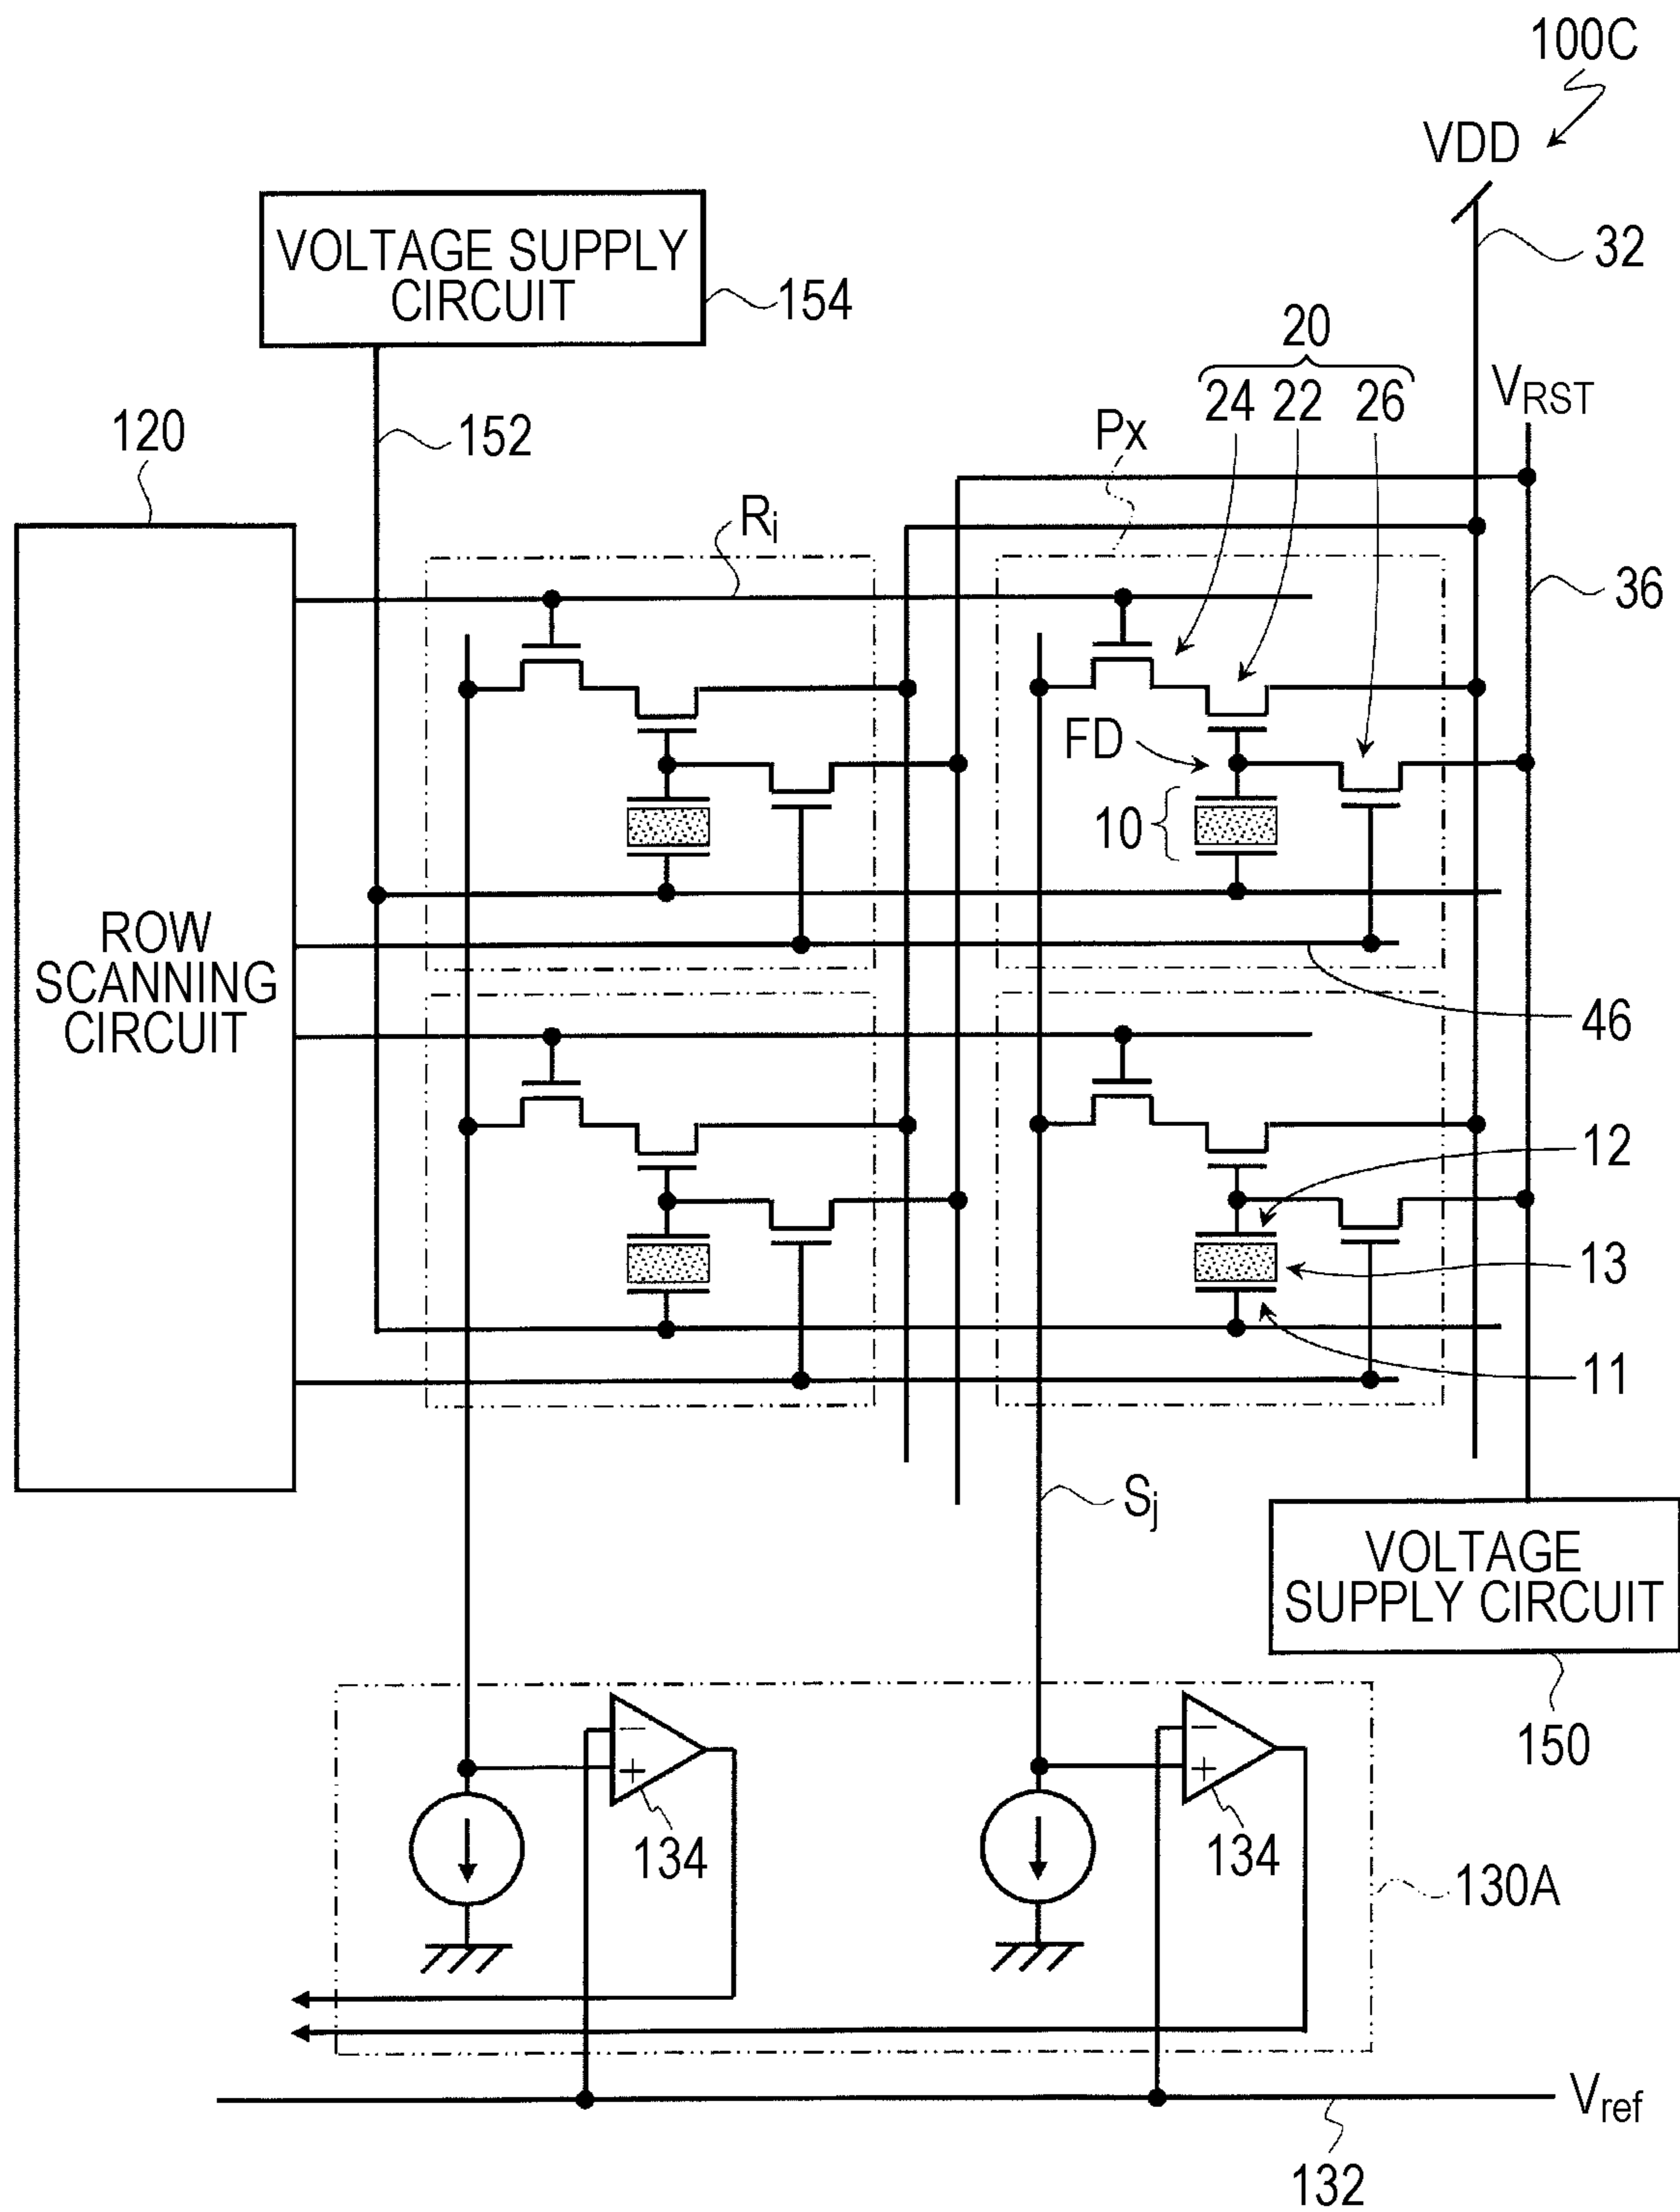 100C
VDD
32
VOLTAGE SUPPLY
CIRCUIT
154
20
24 22 26
VRST
Px
120
152
Ri
36
FD
10
ROW
SCANNING
CIRCUIT
46
12
13
11
Sj
VOLTAGE
SUPPLY CIRCUIT
150
−
+
134
−
+
134
130A
Vref
132